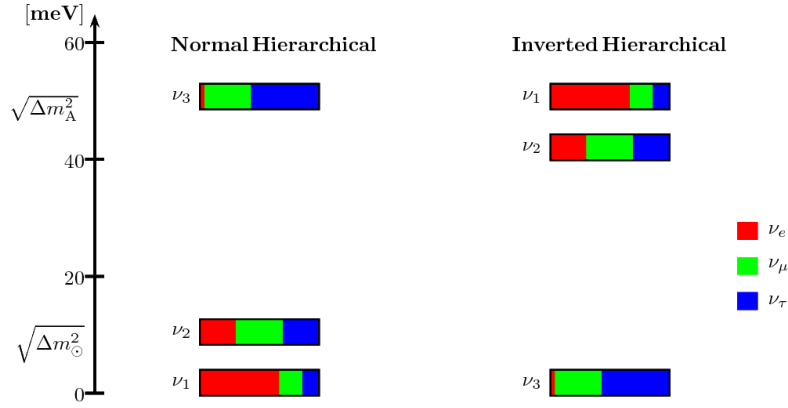 [meV]
60
Normal Hierarchical
Inverted Hierarchical
ν₃
ν₁
√Δm²_A
ν₂
40
νₑ
ν_μ
20
ν_τ
ν₂
√Δm²_⊙
ν₁
ν₃
0